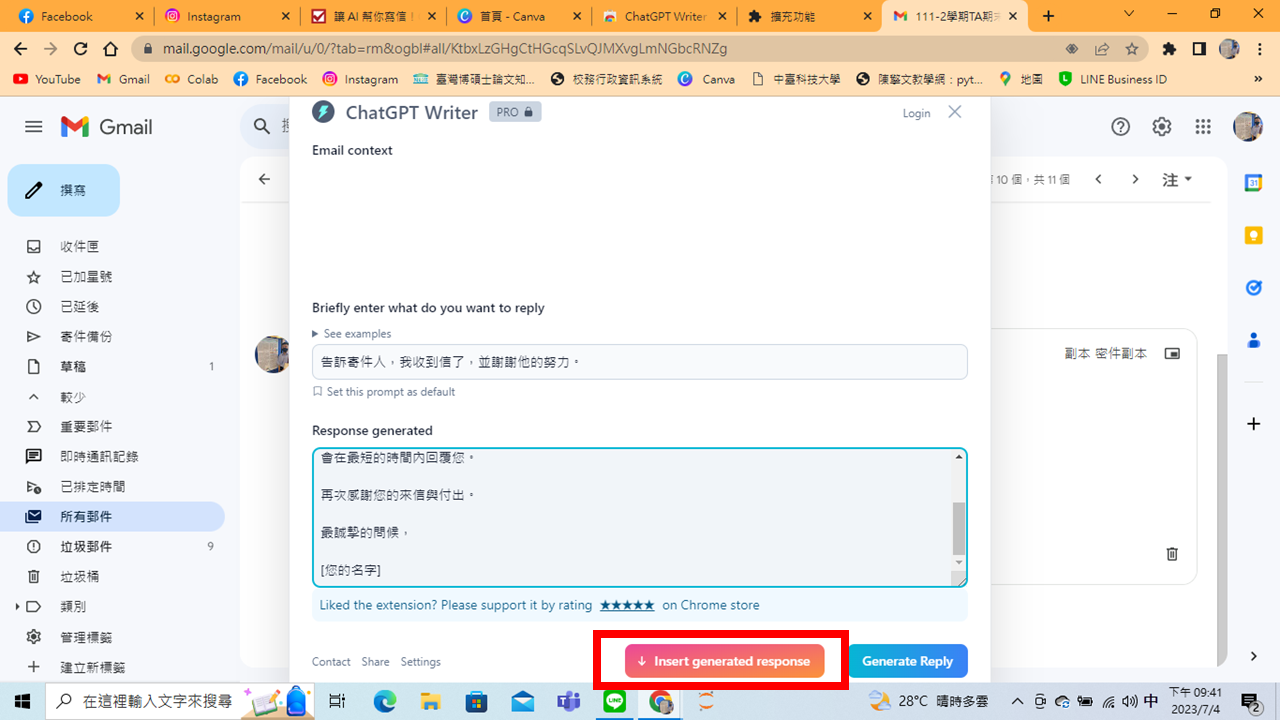 Facebook
Instagram
讓 AI 幫你寫信！
首頁 - Canva
ChatGPT Writer
擴充功能
111-2學期TA期末
mail.google.com/mail/u/0/?tab=rm&ogbl#all/KtbxLzGHgCtHGcqSLvQJMXvgLmNGbcRNZg
YouTube
Gmail
Colab
Facebook
Instagram
臺灣博碩士論文知...
校務行政資訊系統
Canva
中臺科技大學
陳擎文教學網：pyt...
地圖
LINE Business ID
»
Gmail
ChatGPT Writer
PRO
Login
Email context
撰寫
10 個，共 11 個
注
收件匣
已加星號
已延後
寄件備份
草稿 1
較少
重要郵件
即時通訊記錄
已排定時間
所有郵件
垃圾郵件 9
垃圾桶
類別
管理標籤
建立新標籤
Briefly enter what do you want to reply
See examples
告訴寄件人，我收到信了，並謝謝他的努力。
Set this prompt as default
副本 密件副本
Response generated
會在最短的時間內回覆您。
再次感謝您的來信與付出。
最誠摯的問候，
[您的名字]
Liked the extension? Please support it by rating ★★★★★ on Chrome store
Contact
Share
Settings
↓ Insert generated response
Generate Reply
31
在這裡輸入文字來搜尋
LINE
28°C 晴時多雲
中
下午 09:41
2023/7/4
2